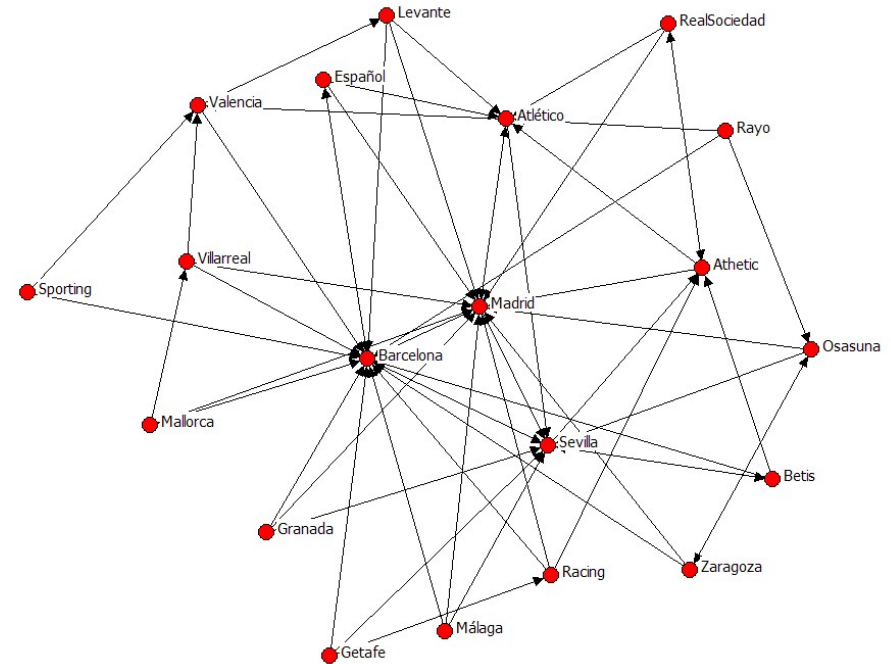 Levante
RealSociedad
Español
Valencia
Atlético
Rayo
Villarreal
Athetic
Sporting
Madrid
Osasuna
Barcelona
Mallorca
Sevilla
Betis
Granada
Racing
Zaragoza
Málaga
Getafe